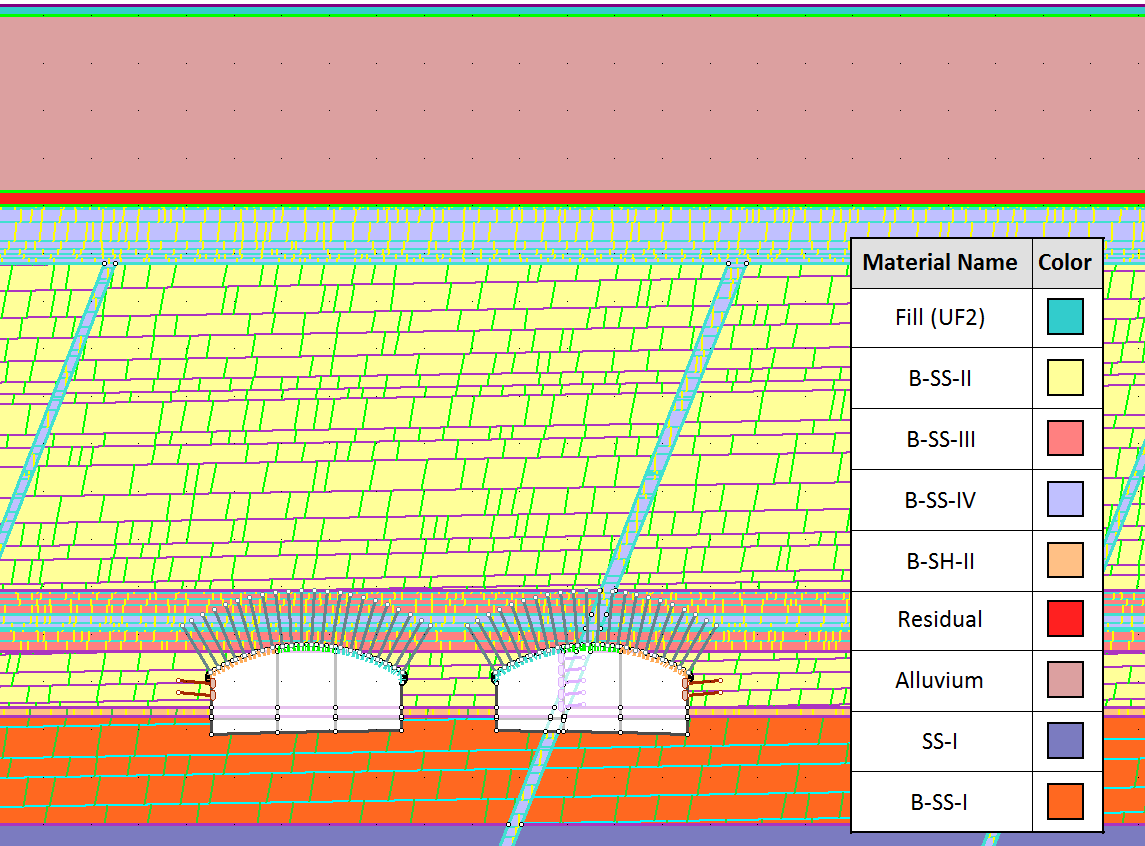 Material Name Color
Fill (UF2)
B-SS-II
B-SS-III
B-SS-IV
B-SH-II
Residual
Alluvium
SS-I
B-SS-I